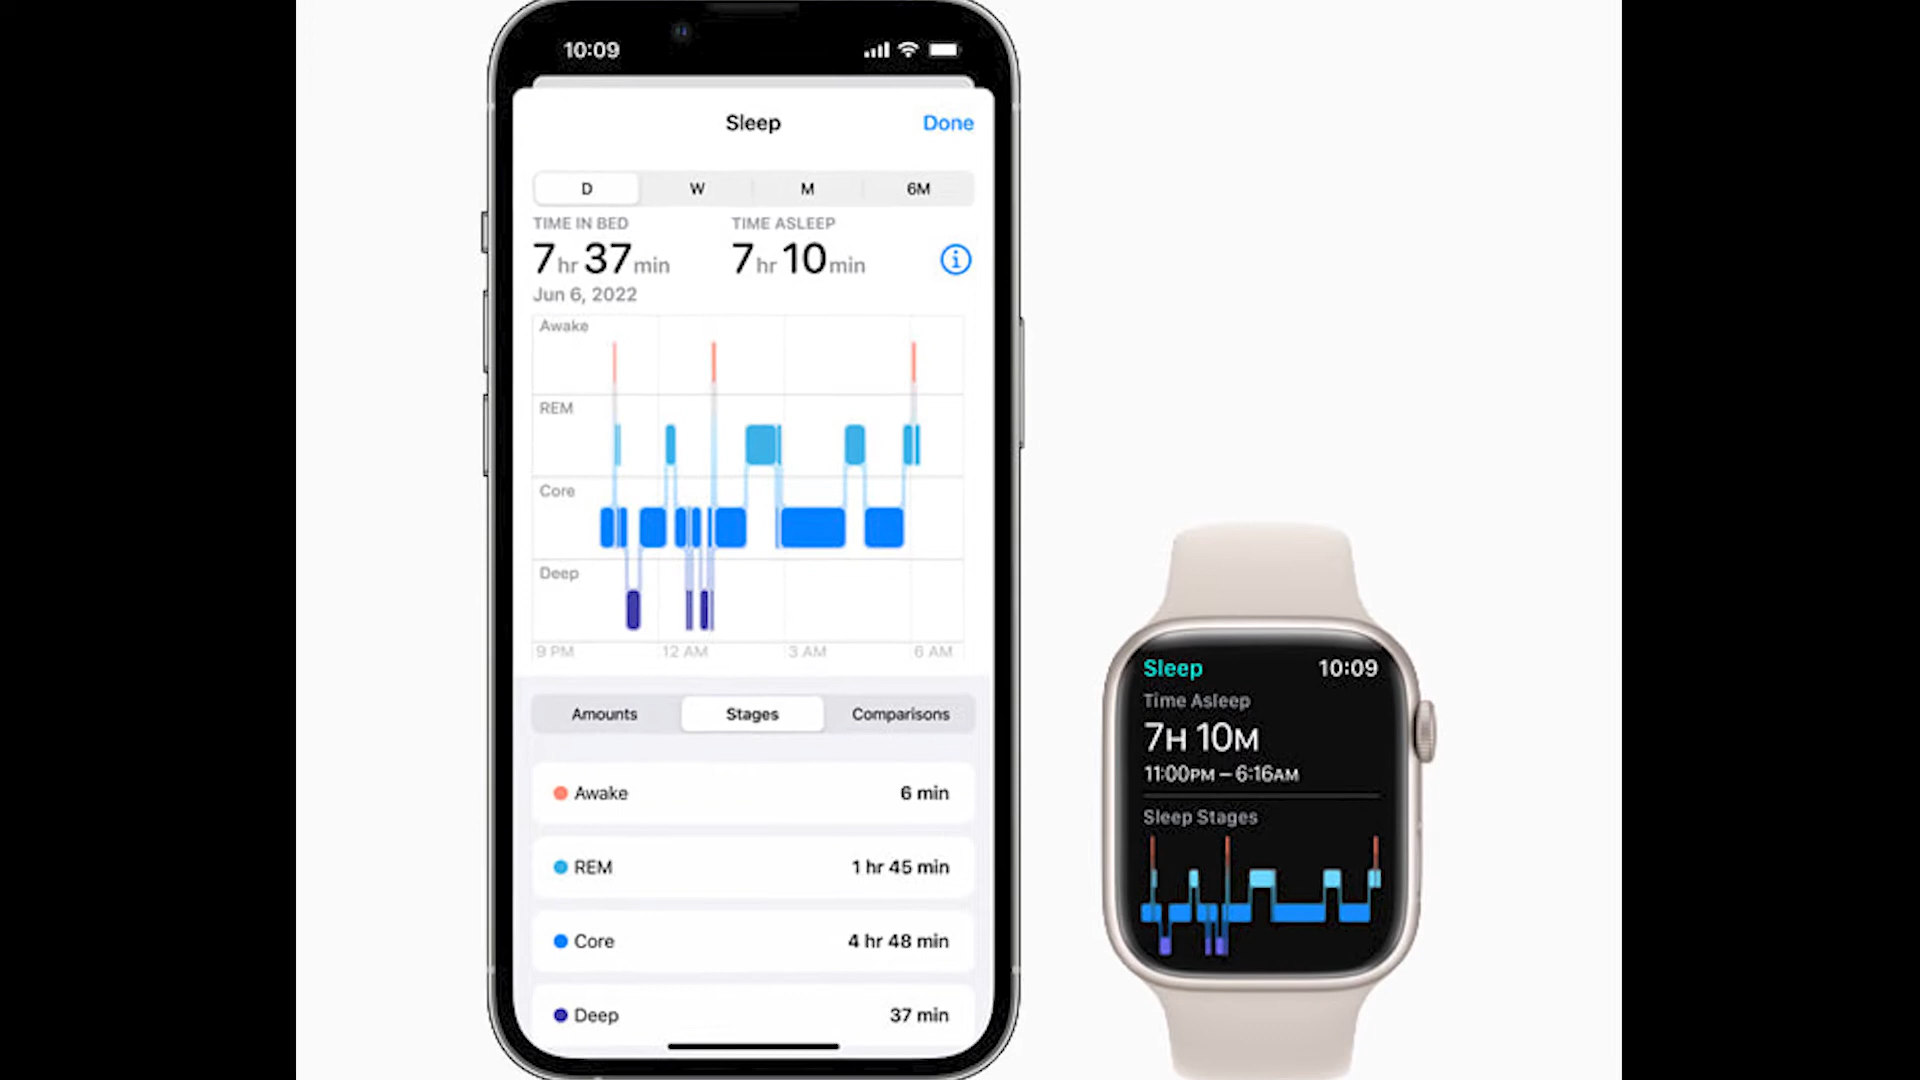 10:09
Sleep
Done
D W M 6M
TIME IN BED TIME ASLEEP
7 hr 37 min 7 hr 10 min
Jun 6, 2022
Awake
REM
Core
Deep
9 PM 12 AM 3 AM 6 AM
Amounts Stages Comparisons
Awake 6 min
REM 1 hr 45 min
Core 4 hr 48 min
Deep 37 min
Sleep 10:09
Time Asleep
7H 10M
11:00PM – 6:16AM
Sleep Stages